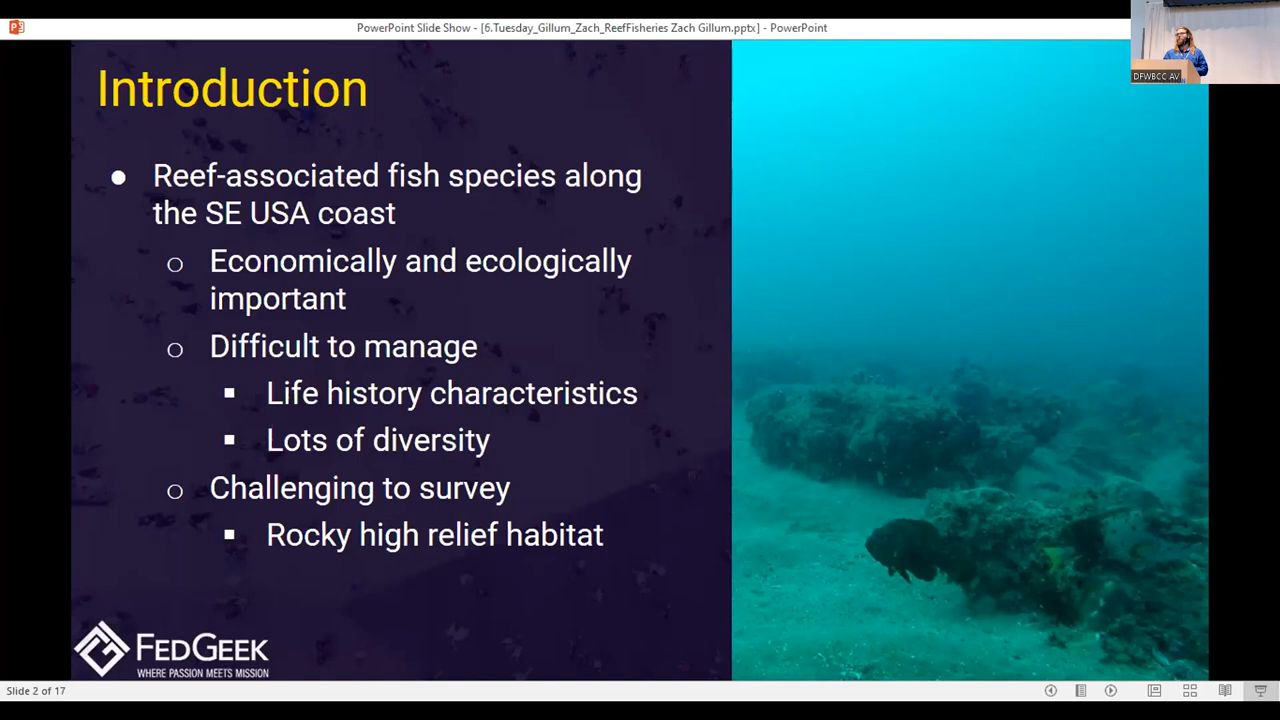 PowerPoint Slide Show - [6.Tuesday_Gillum_Zach_ReefFisheries Zach Gillum.pptx] - PowerPoint
DFWBCC AV
Introduction
Reef-associated fish species along
the SE USA coast
Economically and ecologically
important
Difficult to manage
Life history characteristics
Lots of diversity
Challenging to survey
Rocky high relief habitat
FEDGEEK
WHERE PASSION MEETS MISSION
Slide 2 of 17